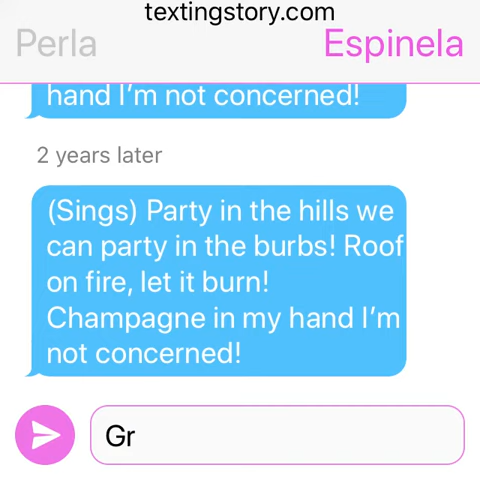 textingstory.com
Perla Espinela
hand I'm not concerned!
2 years later
(Sings) Party in the hills we
can party in the burbs! Roof
on fire, let it burn!
Champagne in my hand I'm
not concerned!
Gr